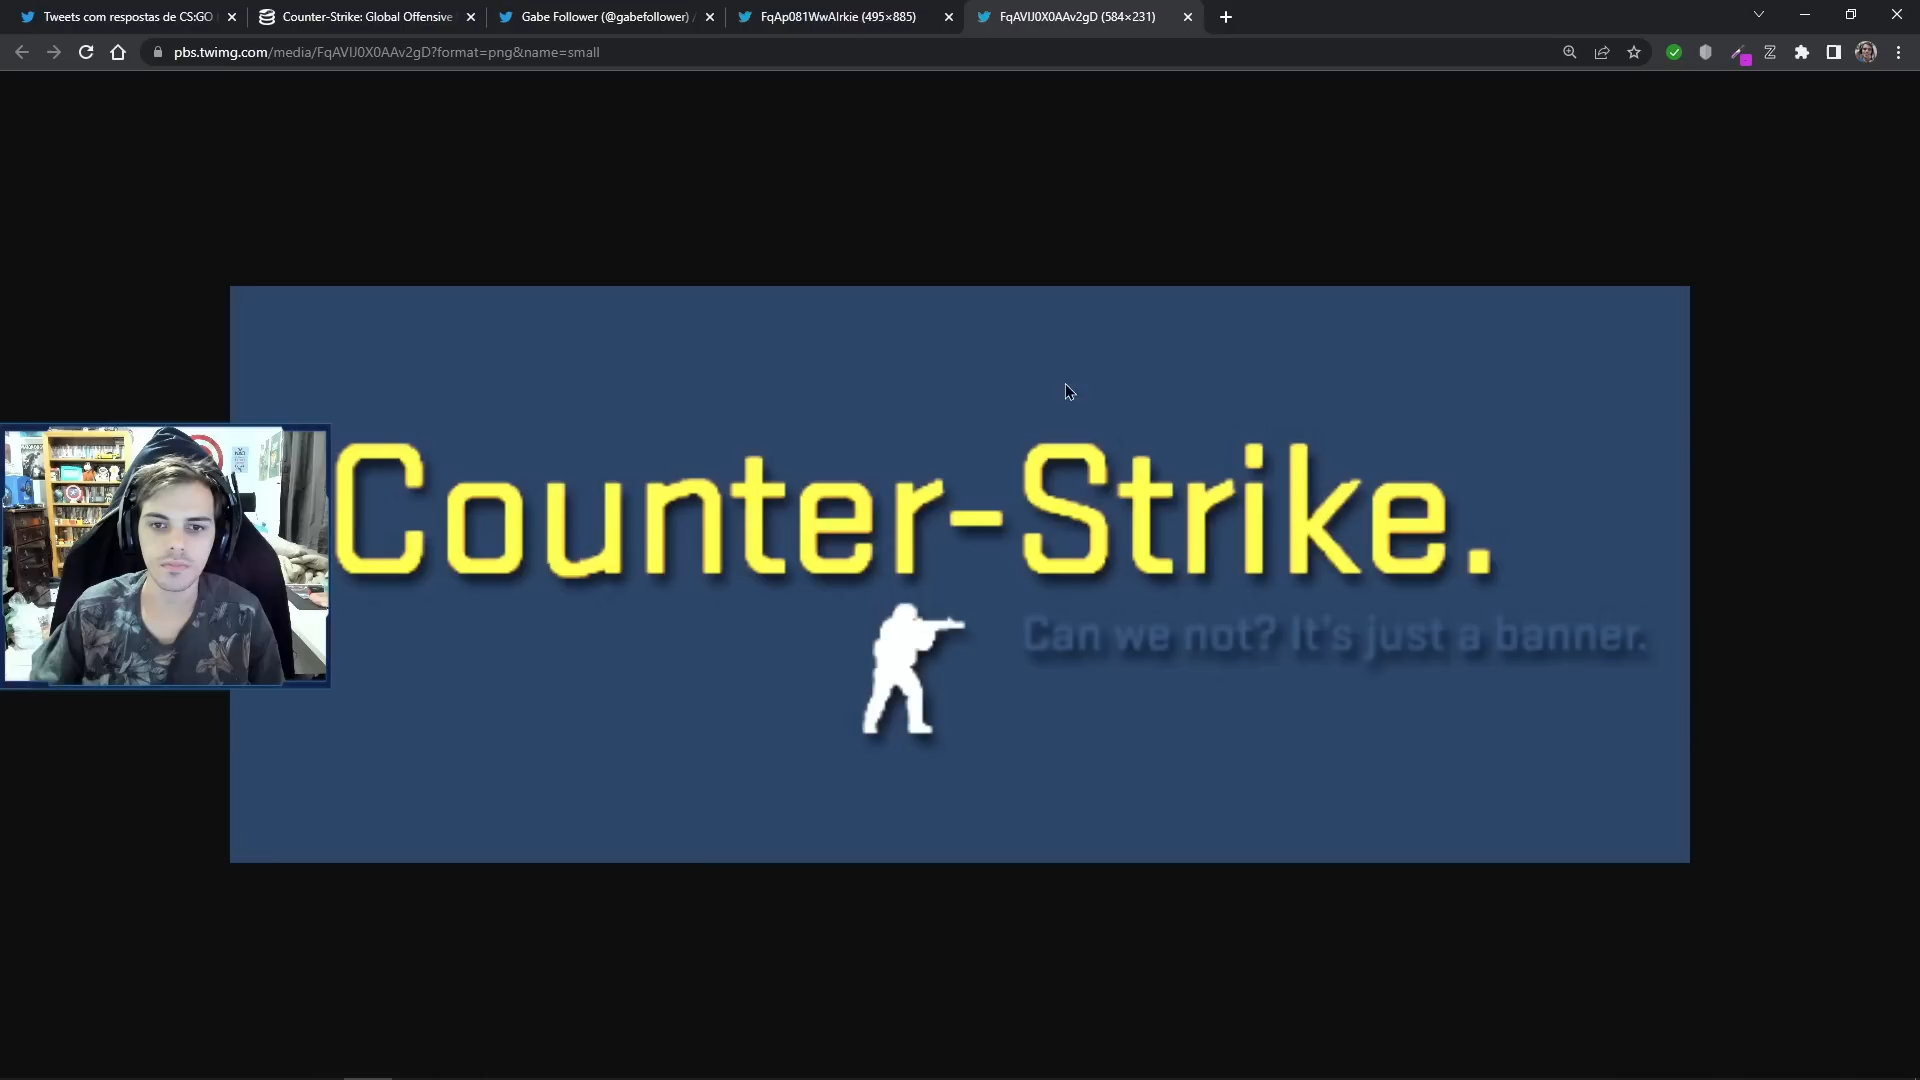 Tweets com respostas de CS:GO
Counter-Strike: Global Offensive
Gabe Follower (@gabefollower) /
FqAp081WwAIrkie (495×885)
FqAVIJ0X0AAv2gD (584×231)
pbs.twimg.com/media/FqAVIJ0X0AAv2gD?format=png&name=small
Counter-Strike.
Can we not? It's just a banner.